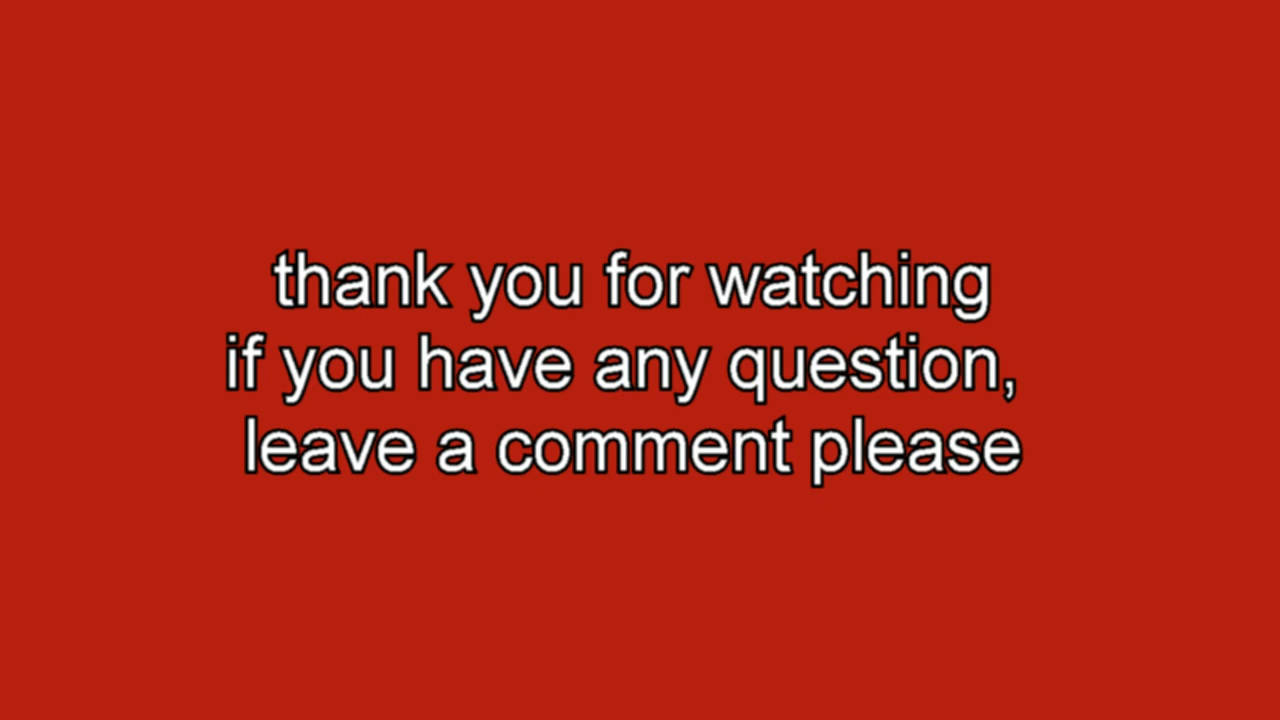 thank you for watching
if you have any question,
leave a comment please